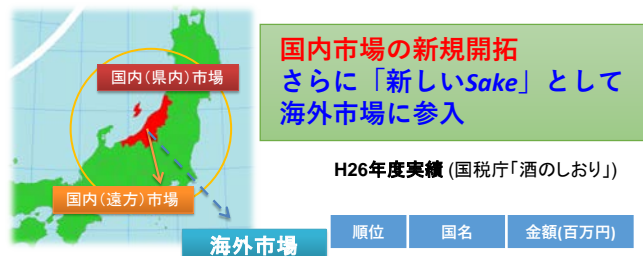 国内市場の新規開拓
さらに「新しいSake」として
海外市場に参入
国内(県内)市場
国内(遠方)市場
海外市場
H26年度実績 (国税庁「酒のしおり」)
順位 国名 金額(百万円)